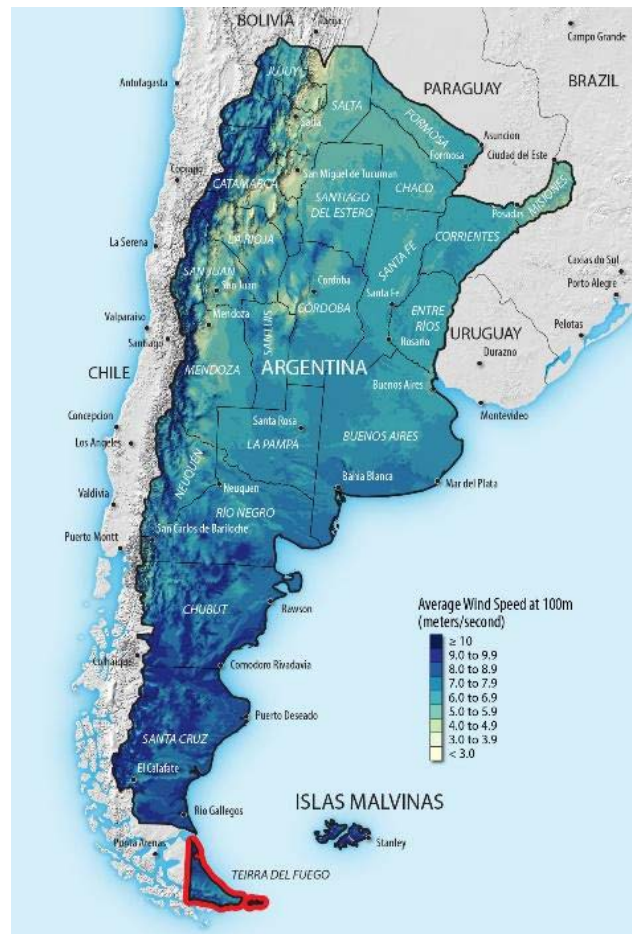 BOLIVIA
Tarija
Campo Grande
JUJUY
Antofagasta
PARAGUAY
BRAZIL
SALTA
Salta
FORMOSA
Asuncion
Formosa
Ciudad del Este
Copiapo
CATAMARCA
San Miguel de Tucuman
SANTIAGO
DEL ESTERO
CHACO
MISIONES
Posadas
LA RIOJA
CORRIENTES
La Serena
SANTA FE
Caxias do Sul
SAN JUAN
San Juan
Cordoba
CÓRDOBA
Santa Fe
Porto Alegre
ENTRE
RÍOS
Valparaiso
Mendoza
SAN LUIS
Pelotas
Santiago
Rosario
URUGUAY
Durazno
CHILE
MENDOZA
ARGENTINA
Buenos Aires
Concepcion
Santa Rosa
Montevideo
Los Angeles
LA PAMPA
BUENOS AIRES
NEUQUEN
Valdivia
Neuquen
Bahia Blanca
Mar del Plata
RÍO NEGRO
San Carlos de Bariloche
Puerto Montt
CHUBUT
Rawson
Average Wind Speed at 100m
(meters/second)
≥ 10
9.0 to 9.9
8.0 to 8.9
7.0 to 7.9
6.0 to 6.9
5.0 to 5.9
4.0 to 4.9
3.0 to 3.9
< 3.0
Coihaique
Comodoro Rivadavia
Puerto Deseado
SANTA CRUZ
El Calafate
ISLAS MALVINAS
Rio Gallegos
Stanley
Punta Arenas
TEIRRA DEL FUEGO